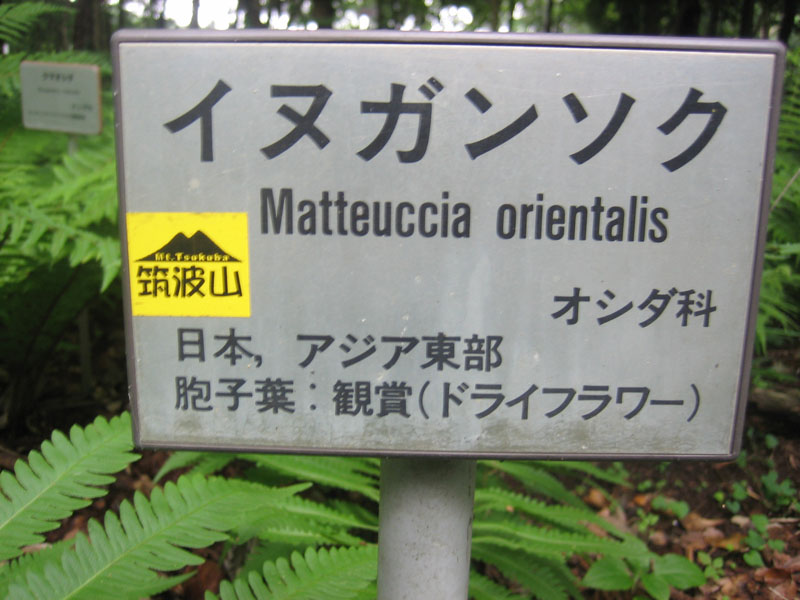 イヌガンソク
Matteuccia orientalis
Mt.Tsukuba
筑波山
オシダ科
日本, アジア東部
胞子葉:観賞(ドライフラワー)